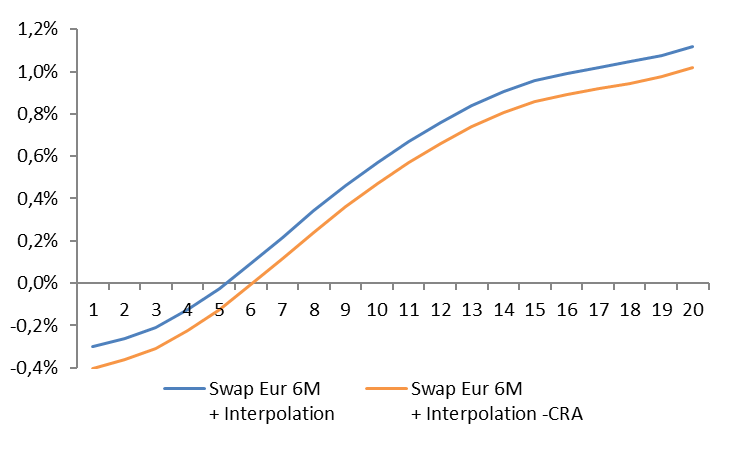 1,2%
1,0%
0,8%
0,6%
0,4%
0,2%
0,0%
-0,2%
-0,4%
1 2 3 4 5 6 7 8 9 10 11 12 13 14 15 16 17 18 19 20
Swap Eur 6M
+ Interpolation
Swap Eur 6M
+ Interpolation -CRA